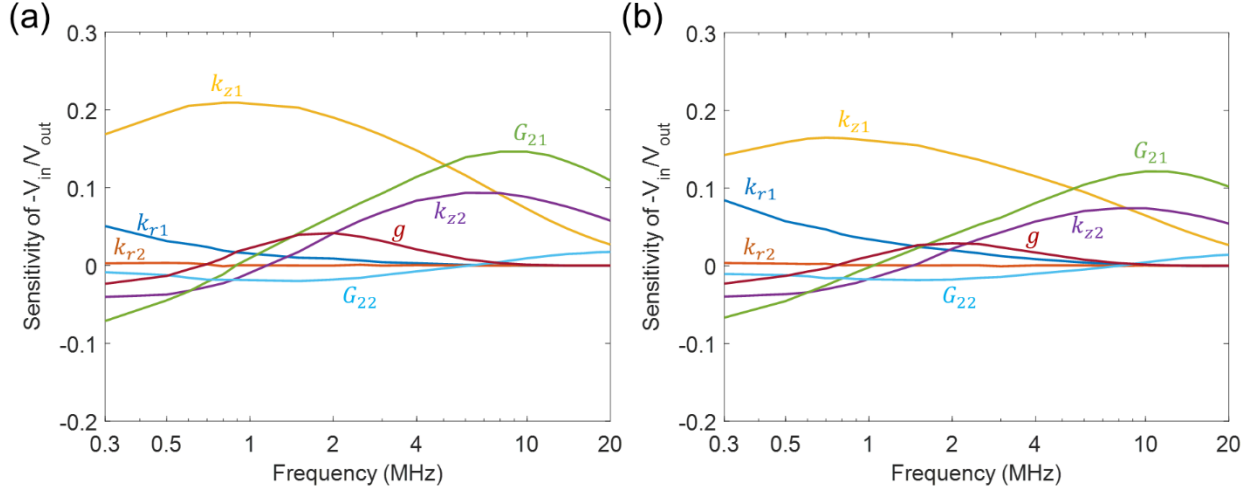 (a)
0.3
0.2
0.1
0
-0.1
-0.2
Sensitivity of -V_in/V_out
k_z1
G_21
k_r1
k_z2
g
k_r2
G_22
0.3 0.5 1 2 4 10 20
Frequency (MHz)
(b)
0.3
0.2
0.1
0
-0.1
-0.2
Sensitivity of -V_in/V_out
k_z1
G_21
k_r1
k_z2
g
k_r2
G_22
0.3 0.5 1 2 4 10 20
Frequency (MHz)